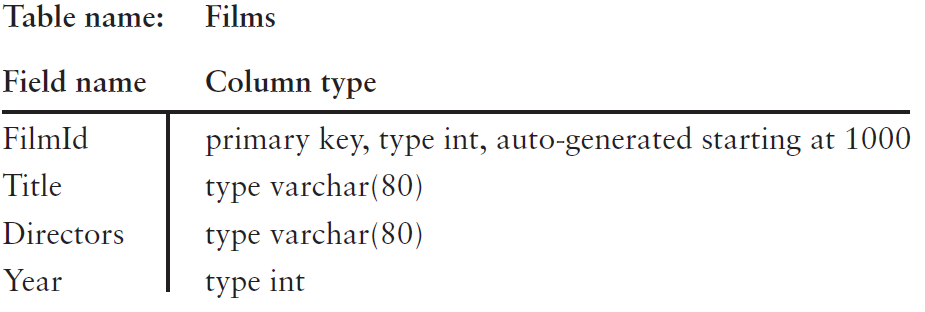 Table name: Films
Field name Column type
FilmId primary key, type int, auto-generated starting at 1000
Title type varchar(80)
Directors type varchar(80)
Year type int